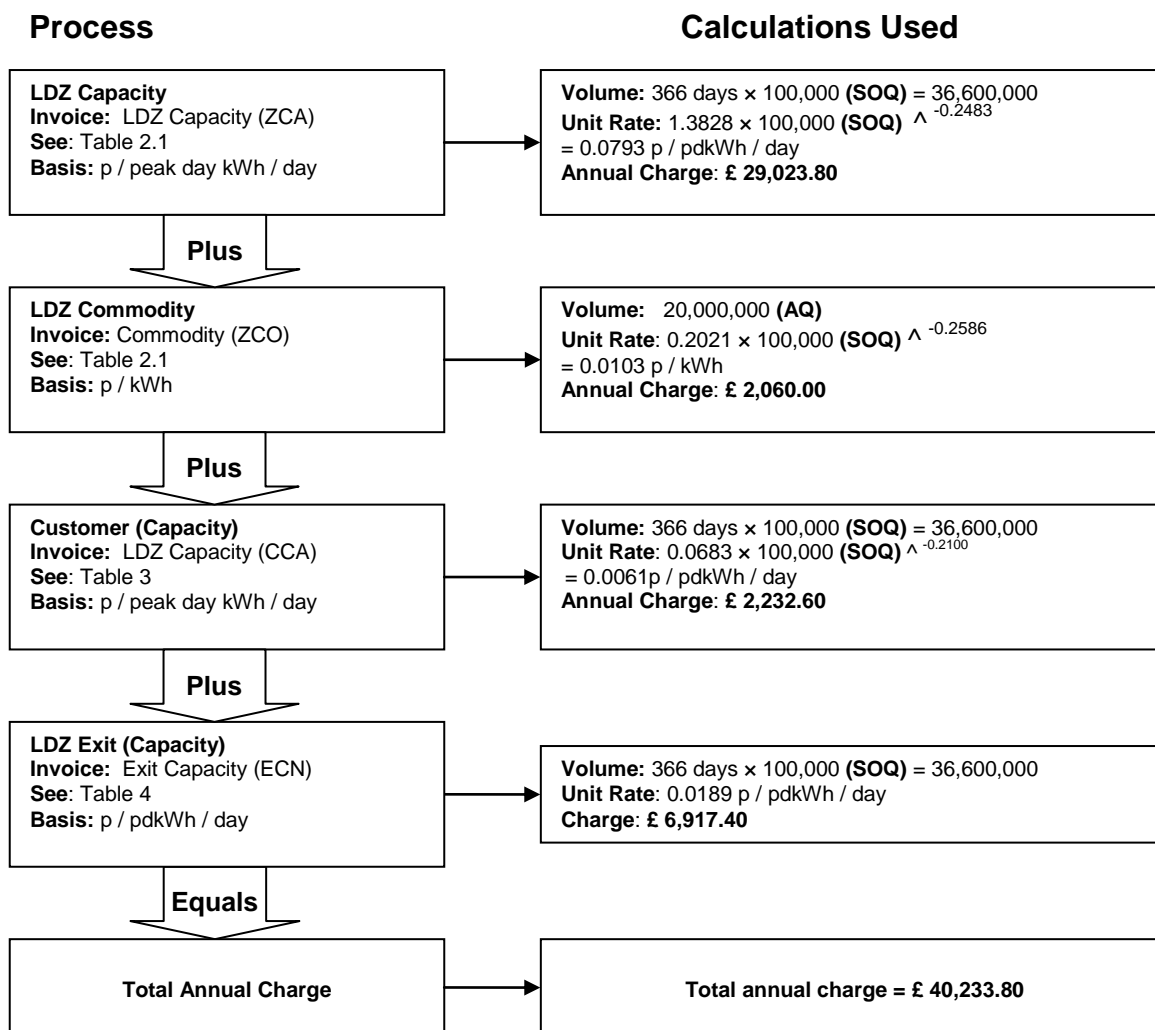 Process
Calculations Used
LDZ Capacity
Invoice: LDZ Capacity (ZCA)
See: Table 2.1
Basis: p / peak day kWh / day
Volume: 366 days × 100,000 (SOQ) = 36,600,000
Unit Rate: 1.3828 × 100,000 (SOQ) ^ -0.2483
= 0.0793 p / pdkWh / day
Annual Charge: £ 29,023.80
Plus
LDZ Commodity
Invoice: Commodity (ZCO)
See: Table 2.1
Basis: p / kWh
Volume: 20,000,000 (AQ)
Unit Rate: 0.2021 × 100,000 (SOQ) ^ -0.2586
= 0.0103 p / kWh
Annual Charge: £ 2,060.00
Plus
Customer (Capacity)
Invoice: LDZ Capacity (CCA)
See: Table 3
Basis: p / peak day kWh / day
Volume: 366 days × 100,000 (SOQ) = 36,600,000
Unit Rate: 0.0683 × 100,000 (SOQ) ^ -0.2100
= 0.0061p / pdkWh / day
Annual Charge: £ 2,232.60
Plus
LDZ Exit (Capacity)
Invoice: Exit Capacity (ECN)
See: Table 4
Basis: p / pdkWh / day
Volume: 366 days × 100,000 (SOQ) = 36,600,000
Unit Rate: 0.0189 p / pdkWh / day
Charge: £ 6,917.40
Equals
Total Annual Charge
Total annual charge = £ 40,233.80